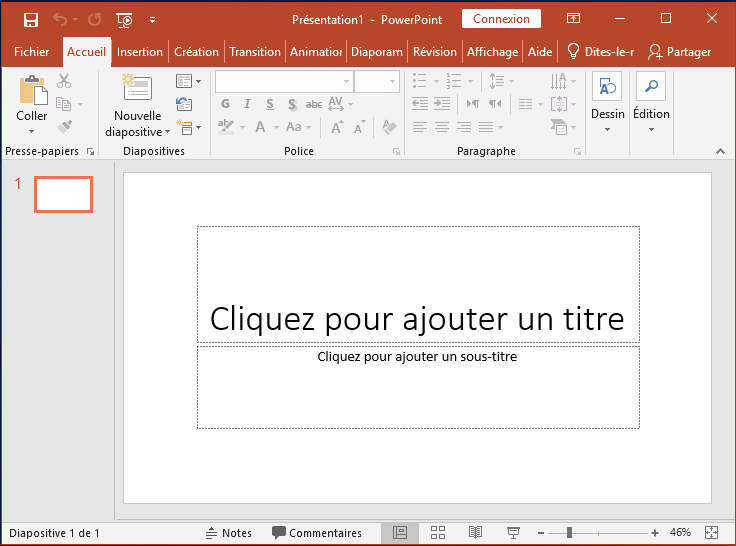 Présentation1 - PowerPoint
Connexion
Fichier Accueil Insertion Création Transition Animation Diaporam Révision Affichage Aide Dites-le-r Partager
Coller
Nouvelle
diapositive
G I S S abc AV
A Aa A A
Dessin
Édition
Presse-papiers Diapositives Police Paragraphe
1
Cliquez pour ajouter un titre
Cliquez pour ajouter un sous-titre
Diapositive 1 de 1 Notes Commentaires 46%